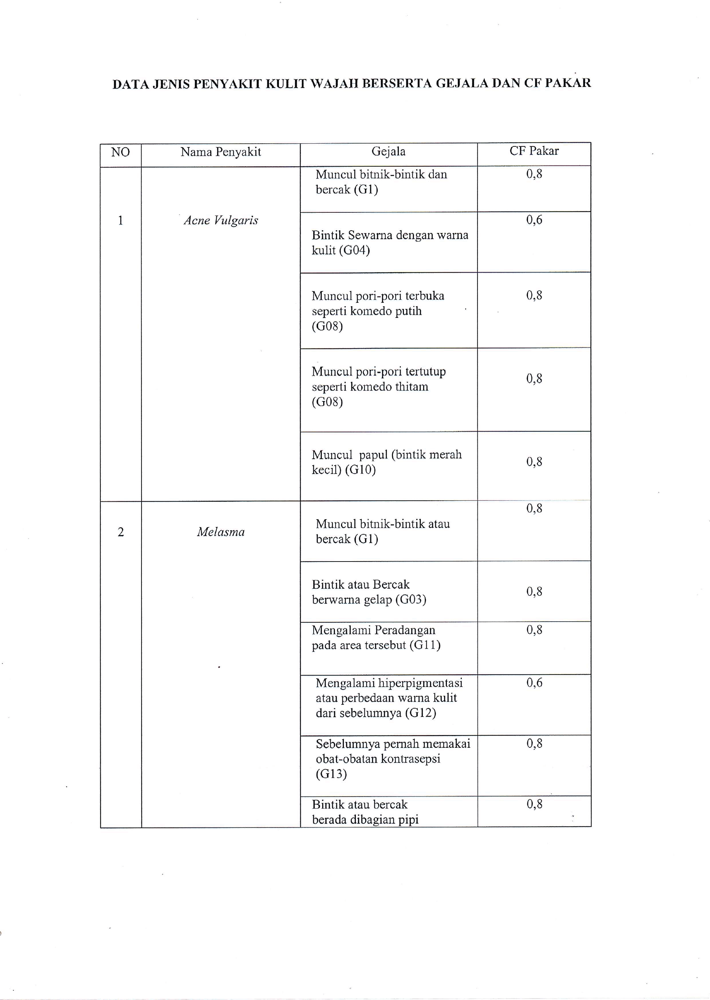 DATA JENIS PENYAKIT KULIT WAJAH BERSERTA GEJALA DAN CF PAKAR
NO Nama Penyakit Gejala CF Pakar
1 Acne Vulgaris
Muncul bitnik-bintik dan 0,8
bercak (G1)
0,6
Bintik Sewarna dengan warna
kulit (G04)
Muncul pori-pori terbuka 0,8
seperti komedo putih
(G08)
Muncul pori-pori tertutup 0,8
seperti komedo thitam
(G08)
Muncul papul (bintik merah 0,8
kecil) (G10)
2 Melasma
0,8
Muncul bitnik-bintik atau
bercak (G1)
Bintik atau Bercak 0,8
berwarna gelap (G03)
Mengalami Peradangan 0,8
pada area tersebut (G11)
Mengalami hiperpigmentasi 0,6
atau perbedaan warna kulit
dari sebelumnya (G12)
Sebelumnya pernah memakai 0,8
obat-obatan kontrasepsi
(G13)
Bintik atau bercak 0,8
berada dibagian pipi